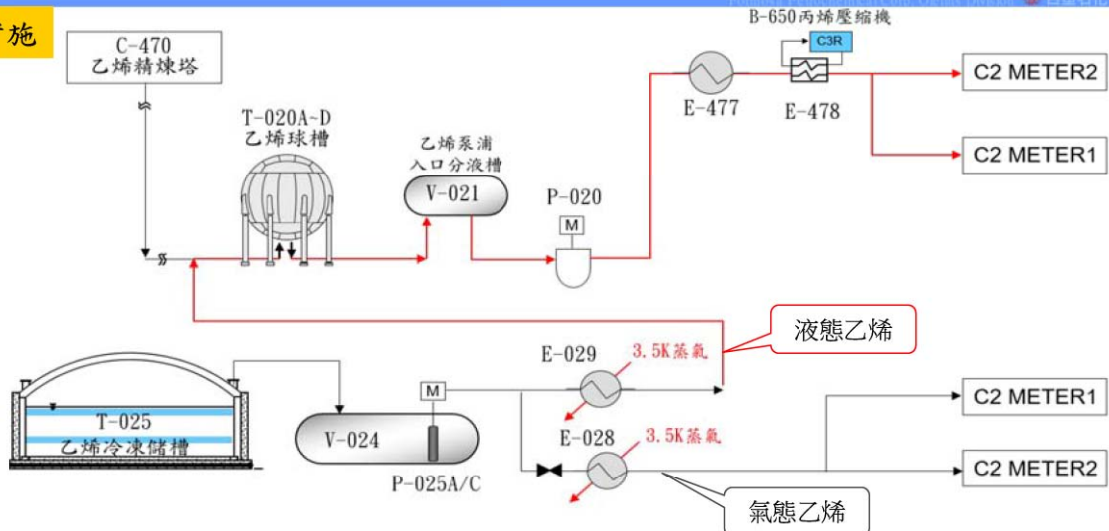 施
C-470
乙烯精煉塔
T-020A~D
乙烯球槽
乙烯泵浦
入口分液槽
V-021
P-020
M
E-477
B-650丙烯壓縮機
C3R
E-478
C2 METER2
C2 METER1
液態乙烯
T-025
乙烯冷凍儲槽
V-024
M
P-025A/C
E-029
3.5K蒸氣
E-028
3.5K蒸氣
氣態乙烯
C2 METER1
C2 METER2